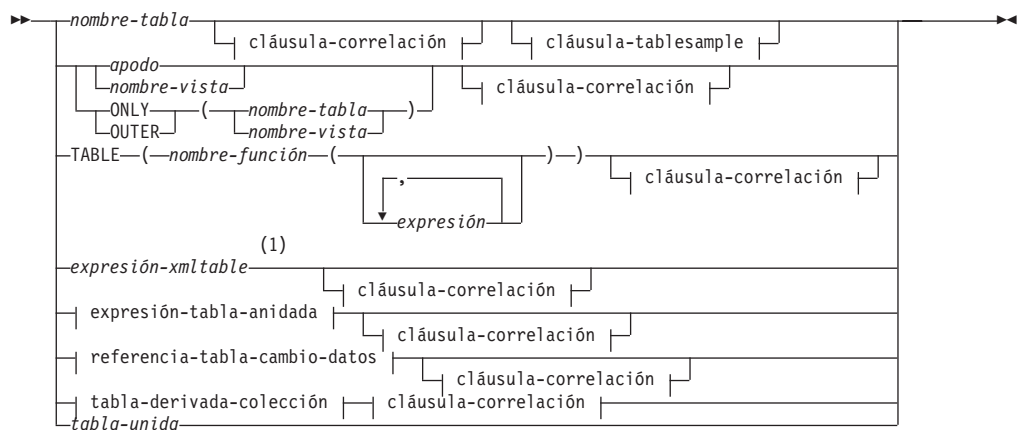 nombre-tabla
cláusula-correlación cláusula-tablesample
apodo
nombre-vista cláusula-correlación
ONLY ( nombre-tabla )
OUTER nombre-vista
TABLE ( nombre-función ( ) )
, cláusula-correlación
expresión
(1)
expresión-xmltable
cláusula-correlación
expresión-tabla-anidada
cláusula-correlación
referencia-tabla-cambio-datos
cláusula-correlación
tabla-derivada-colección cláusula-correlación
tabla-unida